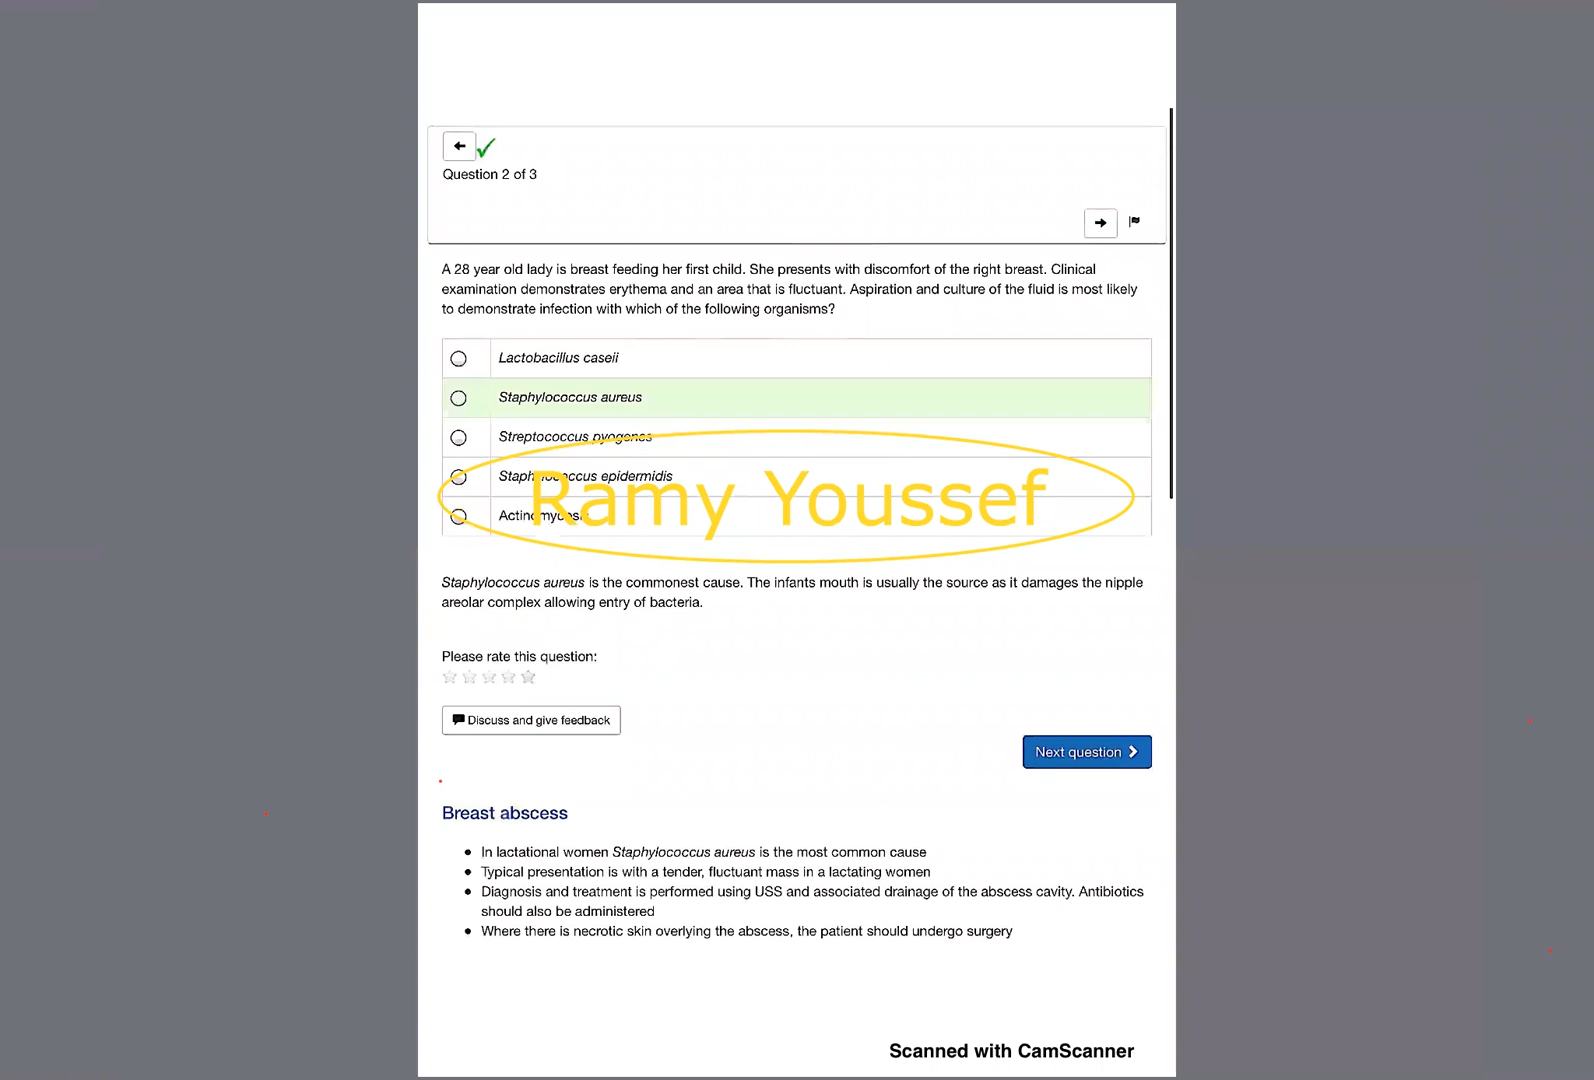 Question 2 of 3
A 28 year old lady is breast feeding her first child. She presents with discomfort of the right breast. Clinical
examination demonstrates erythema and an area that is fluctuant. Aspiration and culture of the fluid is most likely
to demonstrate infection with which of the following organisms?
Lactobacillus caseii
Staphylococcus aureus
Streptococcus pyogenes
Staphylococcus epidermidis
Actinomycosis
Ramy Youssef
Staphylococcus aureus is the commonest cause. The infants mouth is usually the source as it damages the nipple
areolar complex allowing entry of bacteria.
Please rate this question:
Discuss and give feedback
Next question
Breast abscess
In lactational women Staphylococcus aureus is the most common cause
Typical presentation is with a tender, fluctuant mass in a lactating women
Diagnosis and treatment is performed using USS and associated drainage of the abscess cavity. Antibiotics
should also be administered
Where there is necrotic skin overlying the abscess, the patient should undergo surgery
Scanned with CamScanner